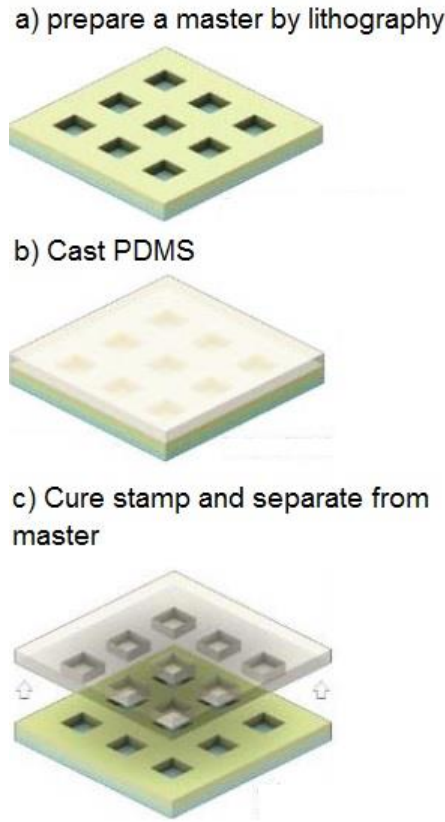 a) prepare a master by lithography
b) Cast PDMS
c) Cure stamp and separate from
master